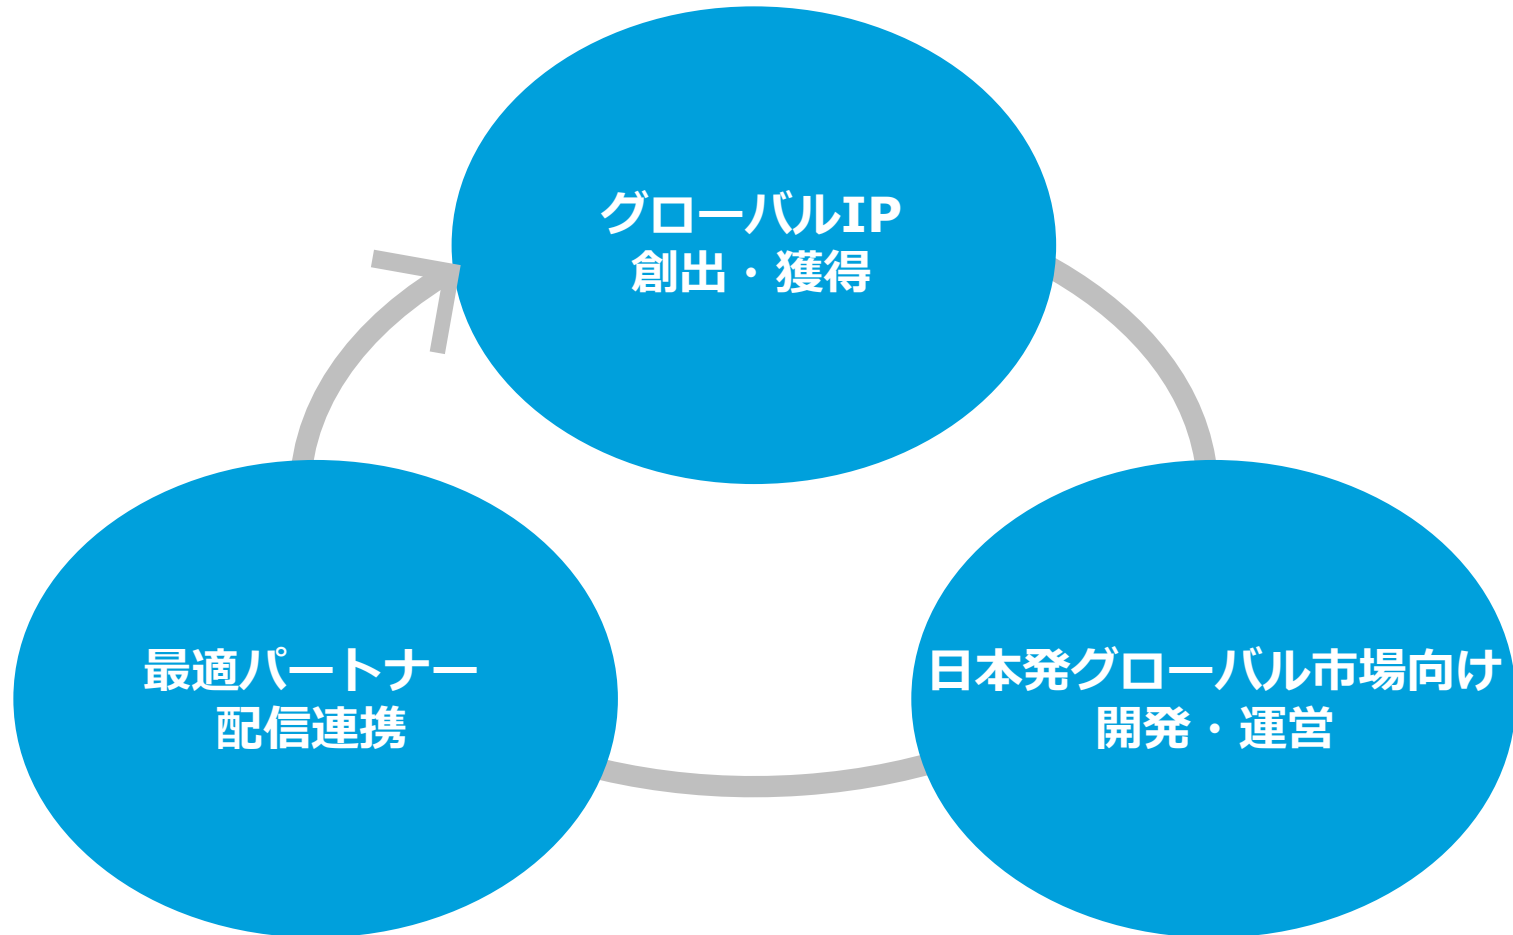 グローバルIP
創出・獲得
最適パートナー
配信連携
日本発グローバル市場向け
開発・運営